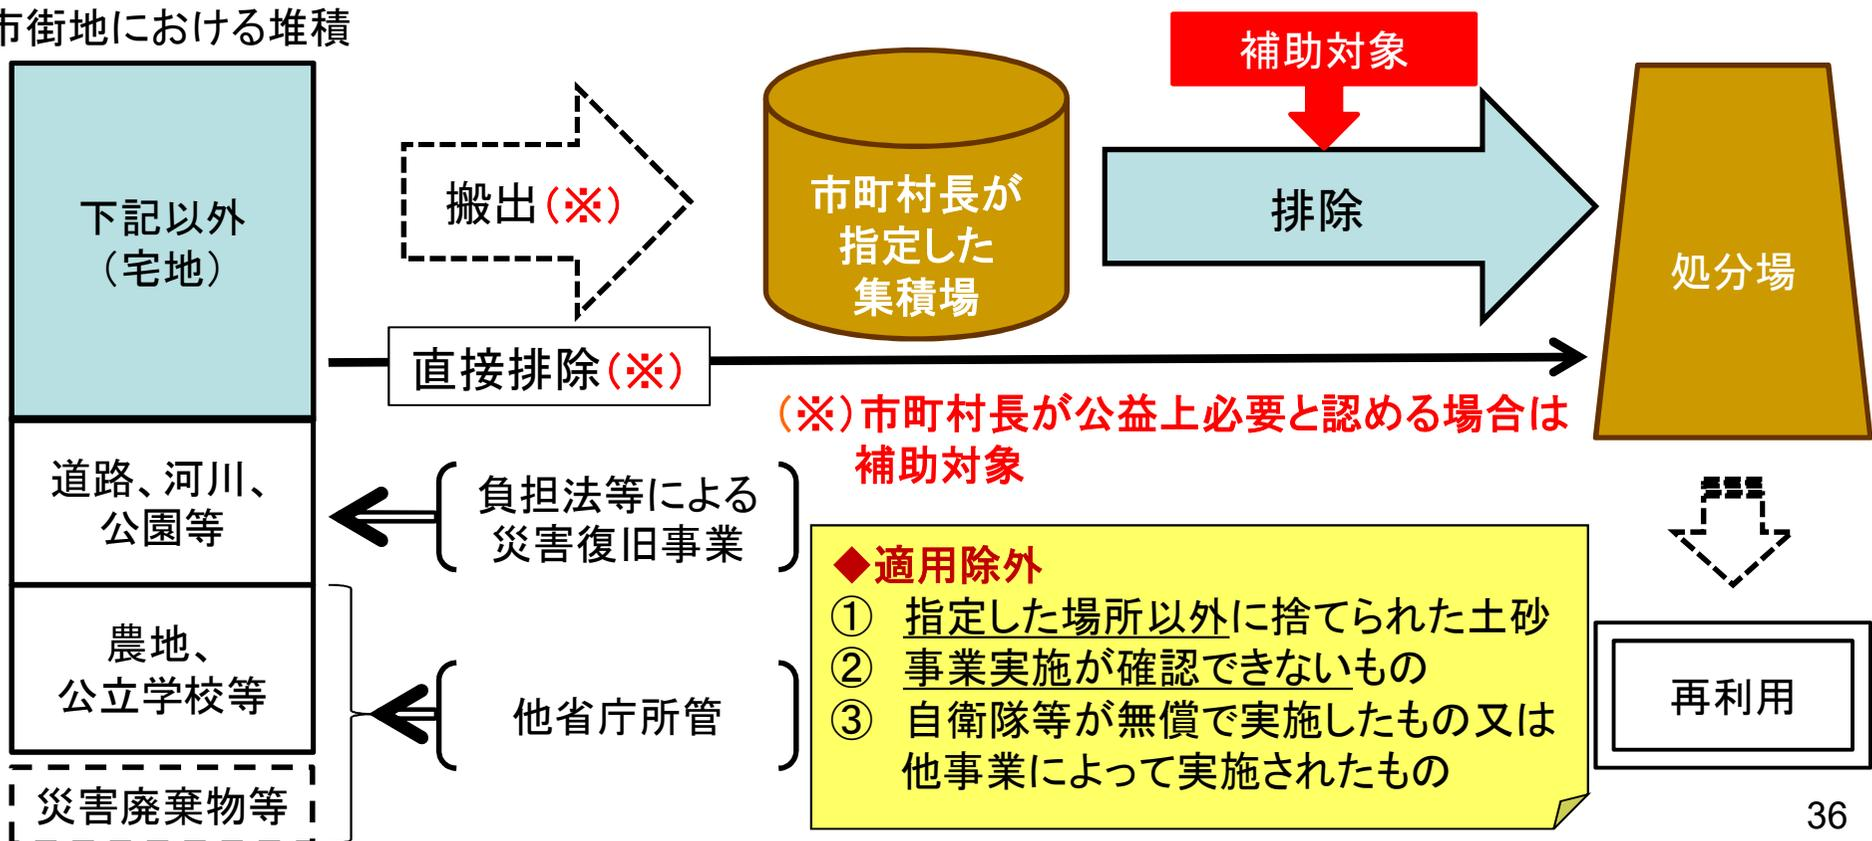 市街地における堆積
下記以外
（宅地）
道路、河川、
公園等
農地、
公立学校等
災害廃棄物等
搬出(※)
市町村長が
指定した
集積場
補助対象
排除
処分場
直接排除(※)
(※)市町村長が公益上必要と認める場合は
補助対象
負担法等による
災害復旧事業
他省庁所管
◆適用除外
① 指定した場所以外に捨てられた土砂
② 事業実施が確認できないもの
③ 自衛隊等が無償で実施したもの又は
他事業によって実施されたもの
再利用
36